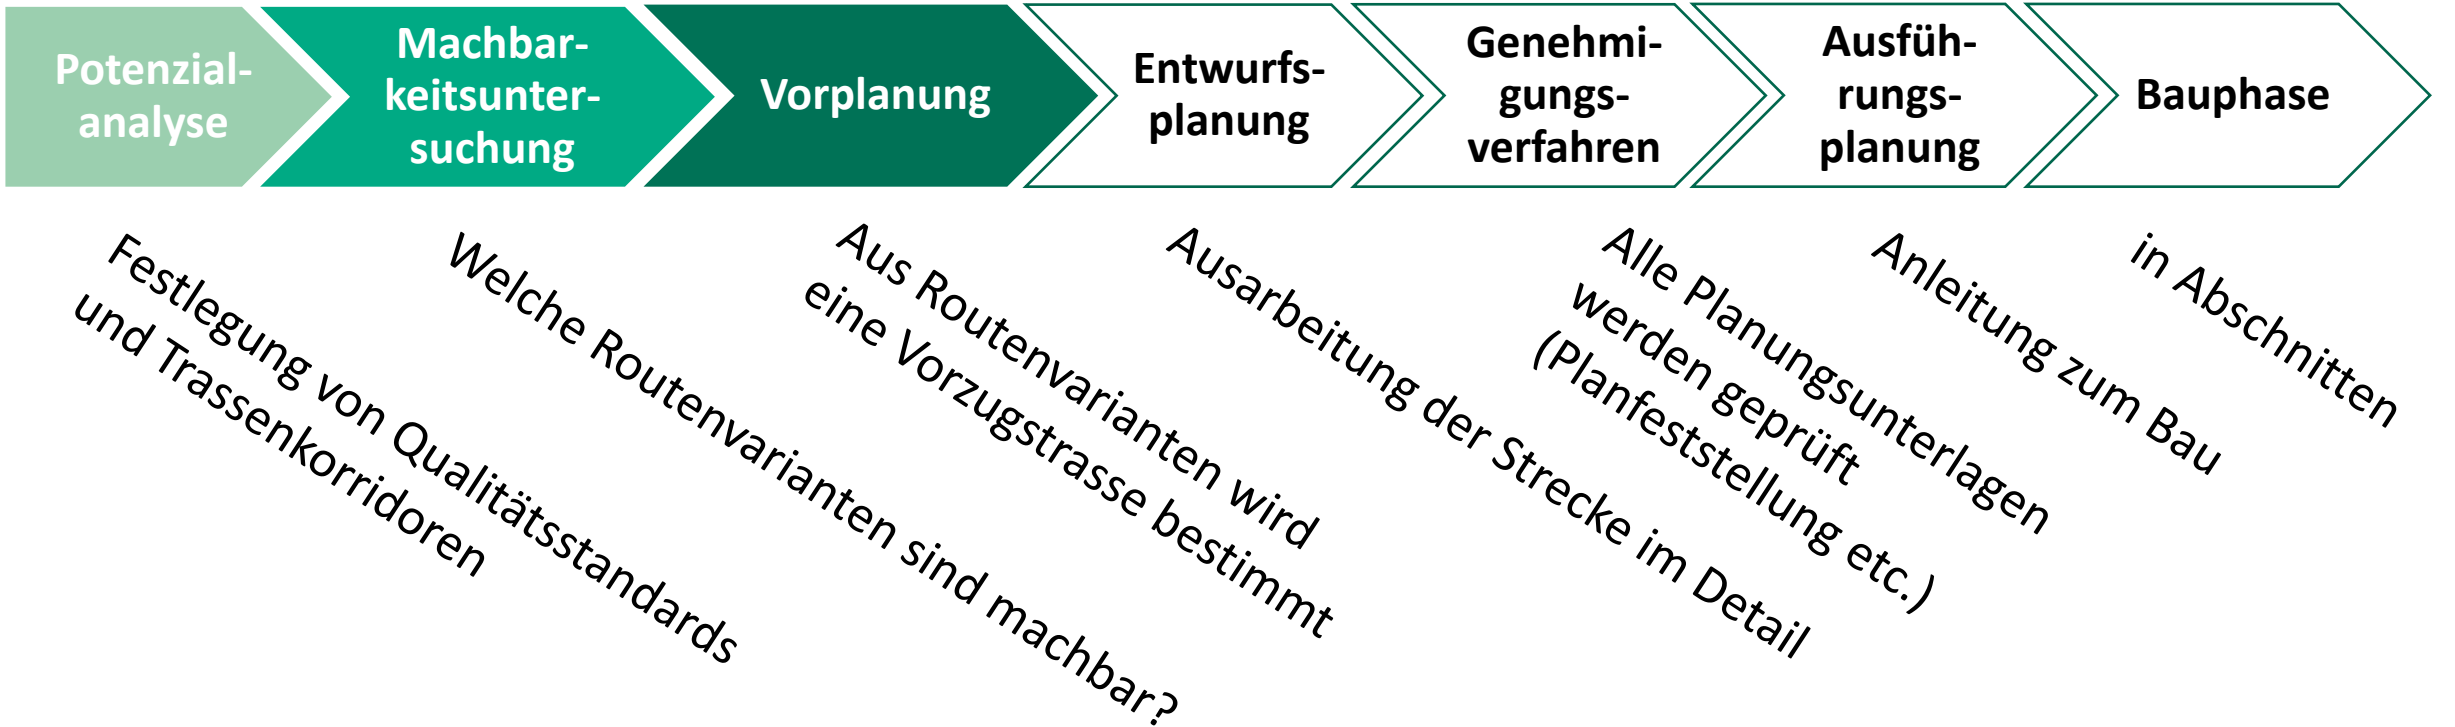 Potenzial-
analyse
Machbar-
keitsunter-
suchung
Vorplanung
Entwurfs-
planung
Genehmi-
gungs-
verfahren
Ausfüh-
rungs-
planung
Bauphase
Festlegung von Qualitätsstandards
und Trassenkorridoren
Welche Routenvarianten sind machbar?
Aus Routenvarianten wird
eine Vorzugstrasse bestimmt
Ausarbeitung der Strecke im Detail
Alle Planungsunterlagen
werden geprüft
(Planfeststellung etc.)
Anleitung zum Bau
in Abschnitten